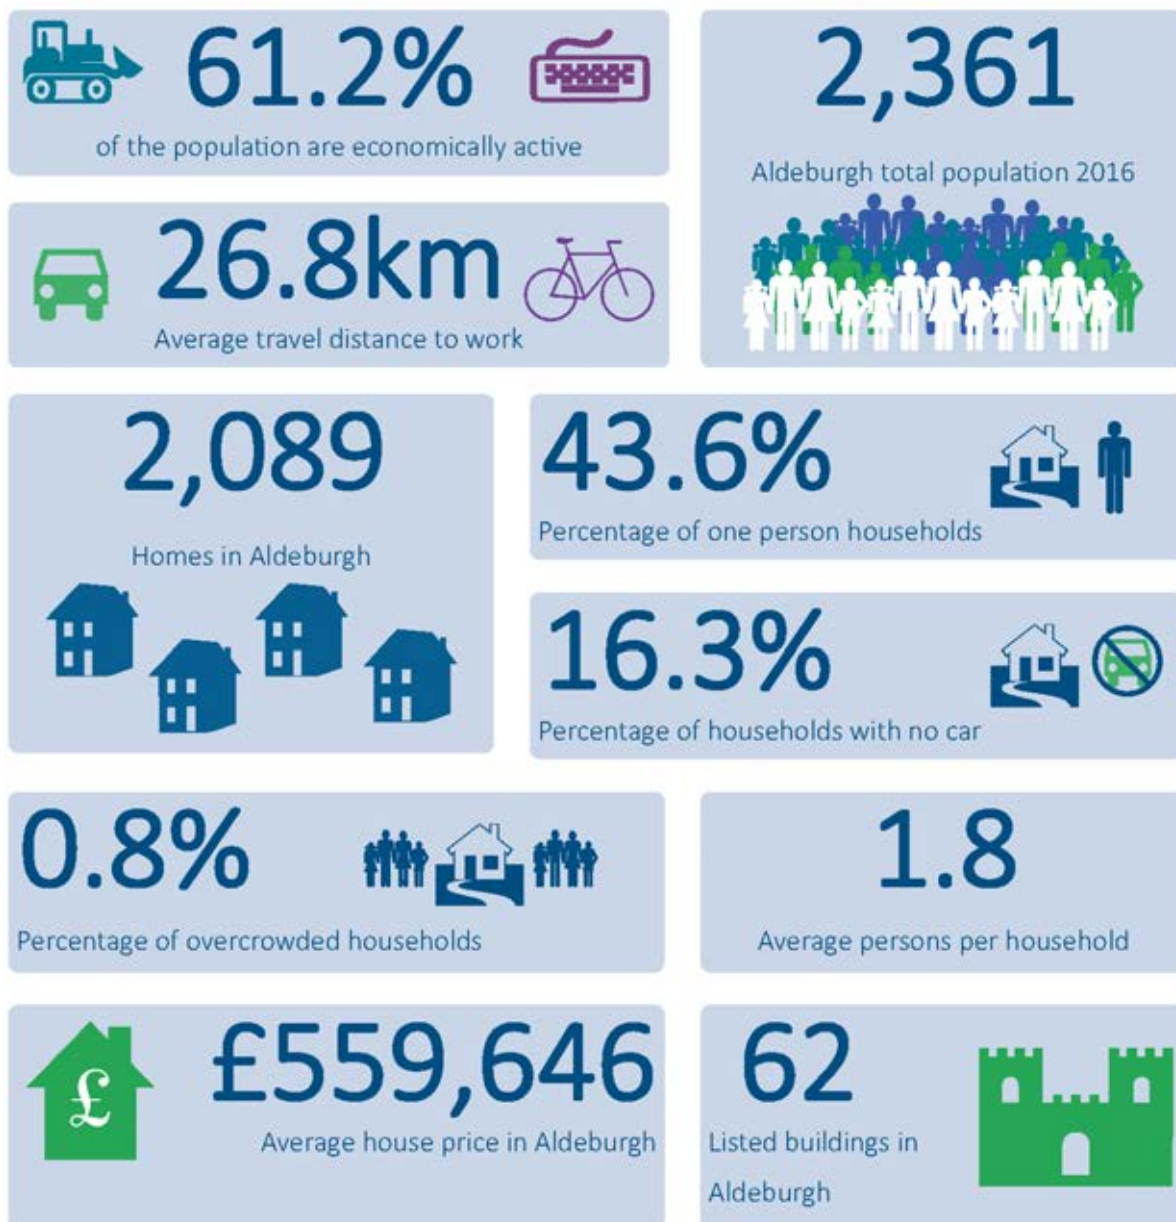 61.2%
of the population are economically active
2,361
Aldeburgh total population 2016
26.8km
Average travel distance to work
2,089
Homes in Aldeburgh
43.6%
Percentage of one person households
16.3%
Percentage of households with no car
0.8%
Percentage of overcrowded households
1.8
Average persons per household
£
£559,646
Average house price in Aldeburgh
62
Listed buildings in
Aldeburgh